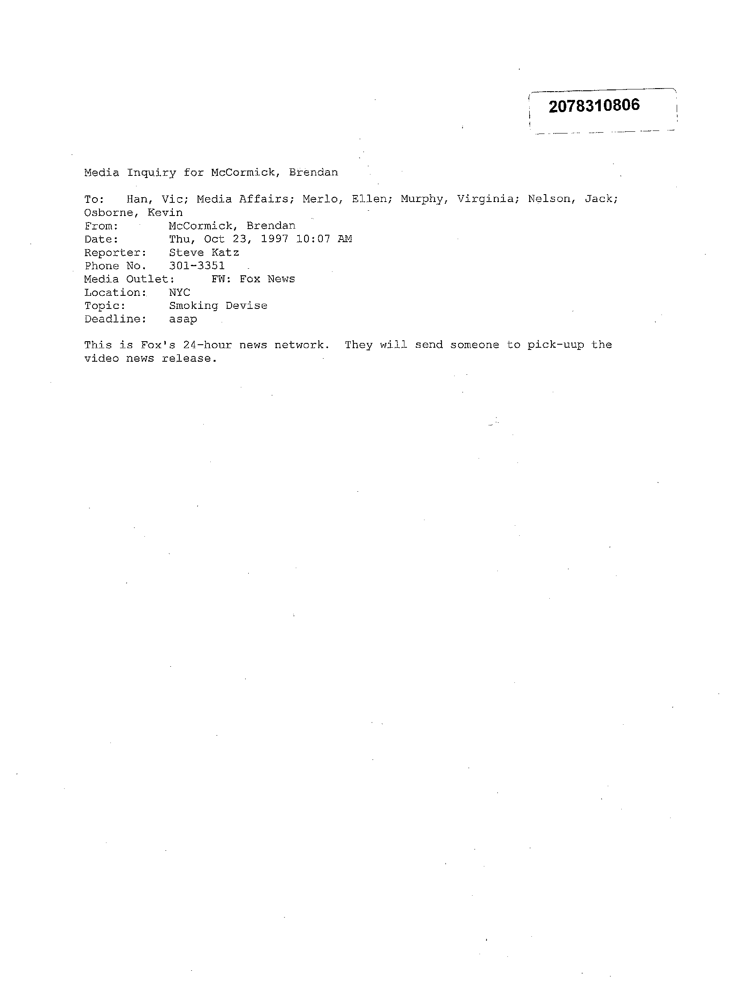 2078310806
Media Inquiry for McCormick, Brendan
To: Han, Vic; Media Affairs; Merlo, Ellen; Murphy, Virginia; Nelson, Jack;
Osborne, Kevin
From: McCormick, Brendan
Date: Thu, Oct 23, 1997 10:07 AM
Reporter: Steve Katz
Phone No. 301-3351
Media Outlet: FW: Fox News
Location: NYC
Topic: Smoking Devise
Deadline: asap
This is Fox's 24-hour news network. They will send someone to pick-uup the
video news release.